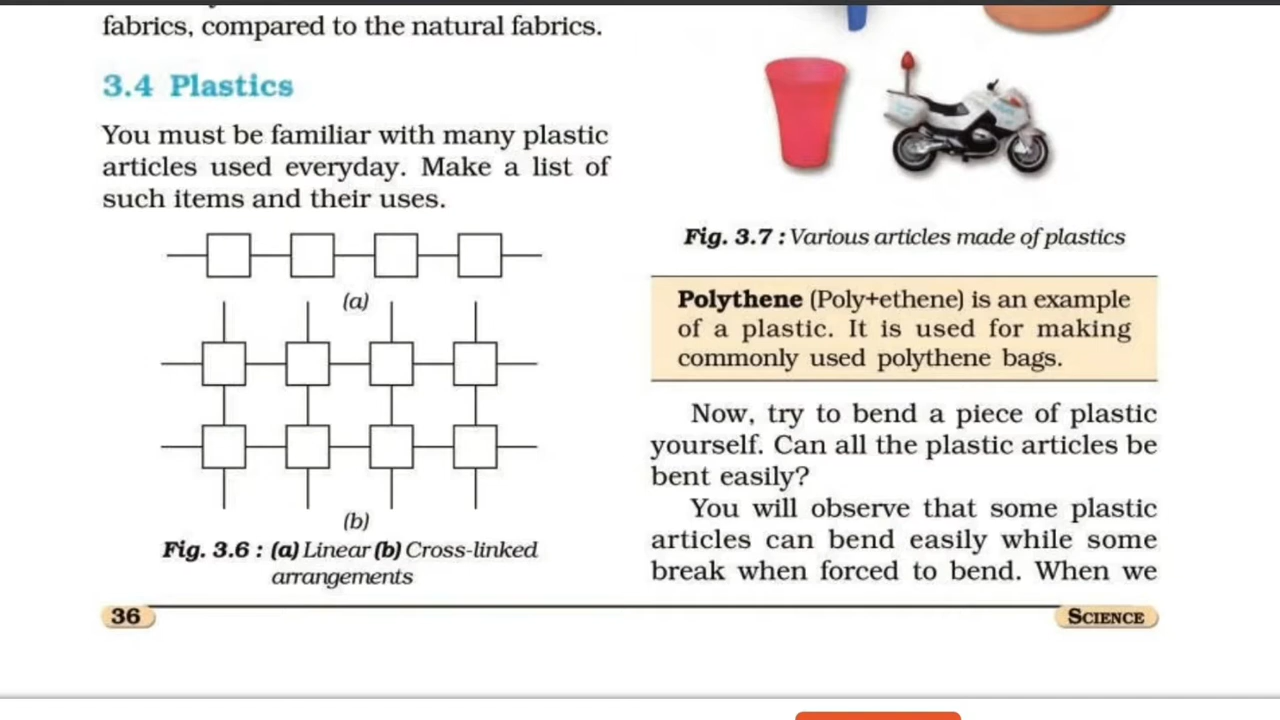 fabrics, compared to the natural fabrics.
3.4 Plastics
You must be familiar with many plastic
articles used everyday. Make a list of
such items and their uses.
(a)
(b)
Fig. 3.6 : (a) Linear (b) Cross-linked
arrangements
Fig. 3.7 : Various articles made of plastics
Polythene (Poly+ethene) is an example
of a plastic. It is used for making
commonly used polythene bags.
Now, try to bend a piece of plastic
yourself. Can all the plastic articles be
bent easily?
You will observe that some plastic
articles can bend easily while some
break when forced to bend. When we
36
SCIENCE